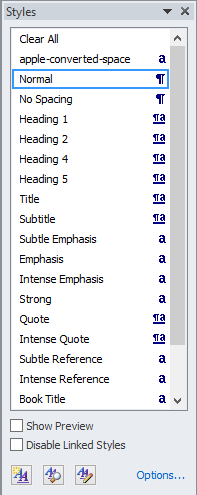 Styles
Clear All
apple-converted-space a
Normal ¶
No Spacing ¶
Heading 1 ¶a
Heading 2 ¶a
Heading 4 ¶a
Heading 5 ¶a
Title ¶a
Subtitle ¶a
Subtle Emphasis a
Emphasis a
Intense Emphasis a
Strong a
Quote ¶a
Intense Quote ¶a
Subtle Reference a
Intense Reference a
Book Title a
Show Preview
Disable Linked Styles
Options...